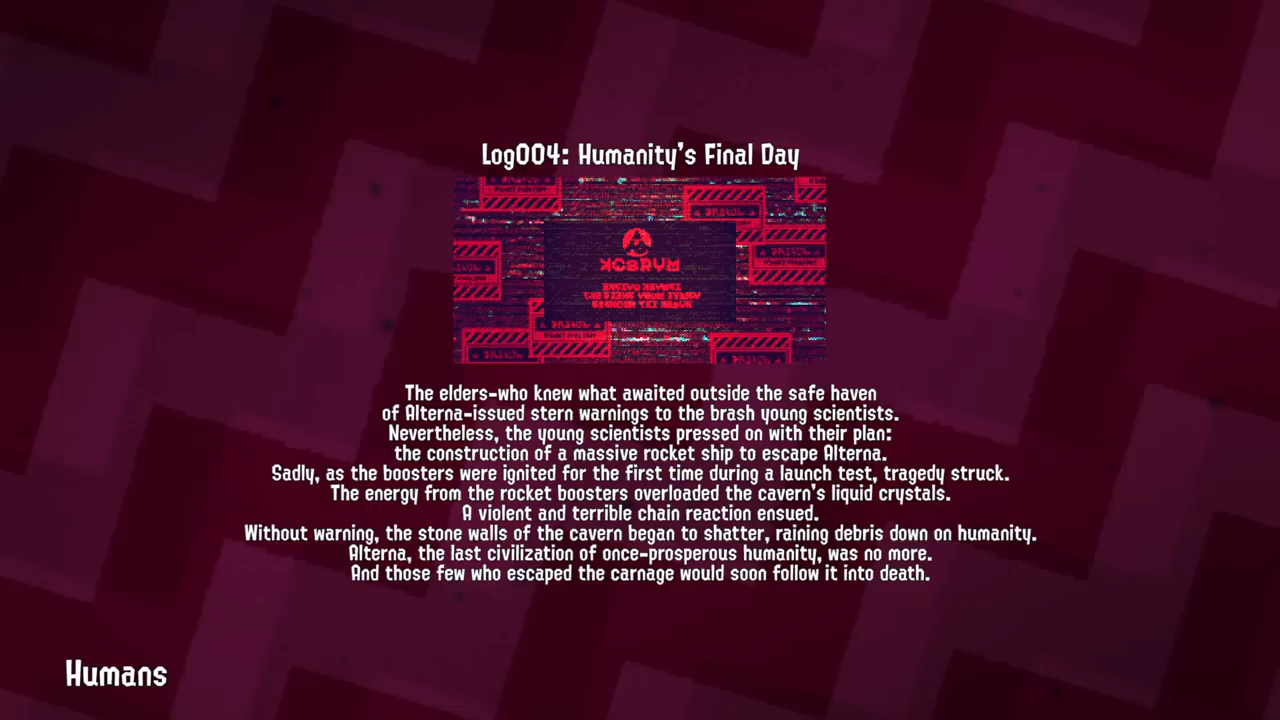 Log004: Humanity's Final Day
The elders-who knew what awaited outside the safe haven
of Alterna-issued stern warnings to the brash young scientists.
Nevertheless, the young scientists pressed on with their plan:
the construction of a massive rocket ship to escape Alterna.
Sadly, as the boosters were ignited for the first time during a launch test, tragedy struck.
The energy from the rocket boosters overloaded the cavern's liquid crystals.
A violent and terrible chain reaction ensued.
Without warning, the stone walls of the cavern began to shatter, raining debris down on humanity.
Alterna, the last civilization of once-prosperous humanity, was no more.
And those few who escaped the carnage would soon follow it into death.
Humans